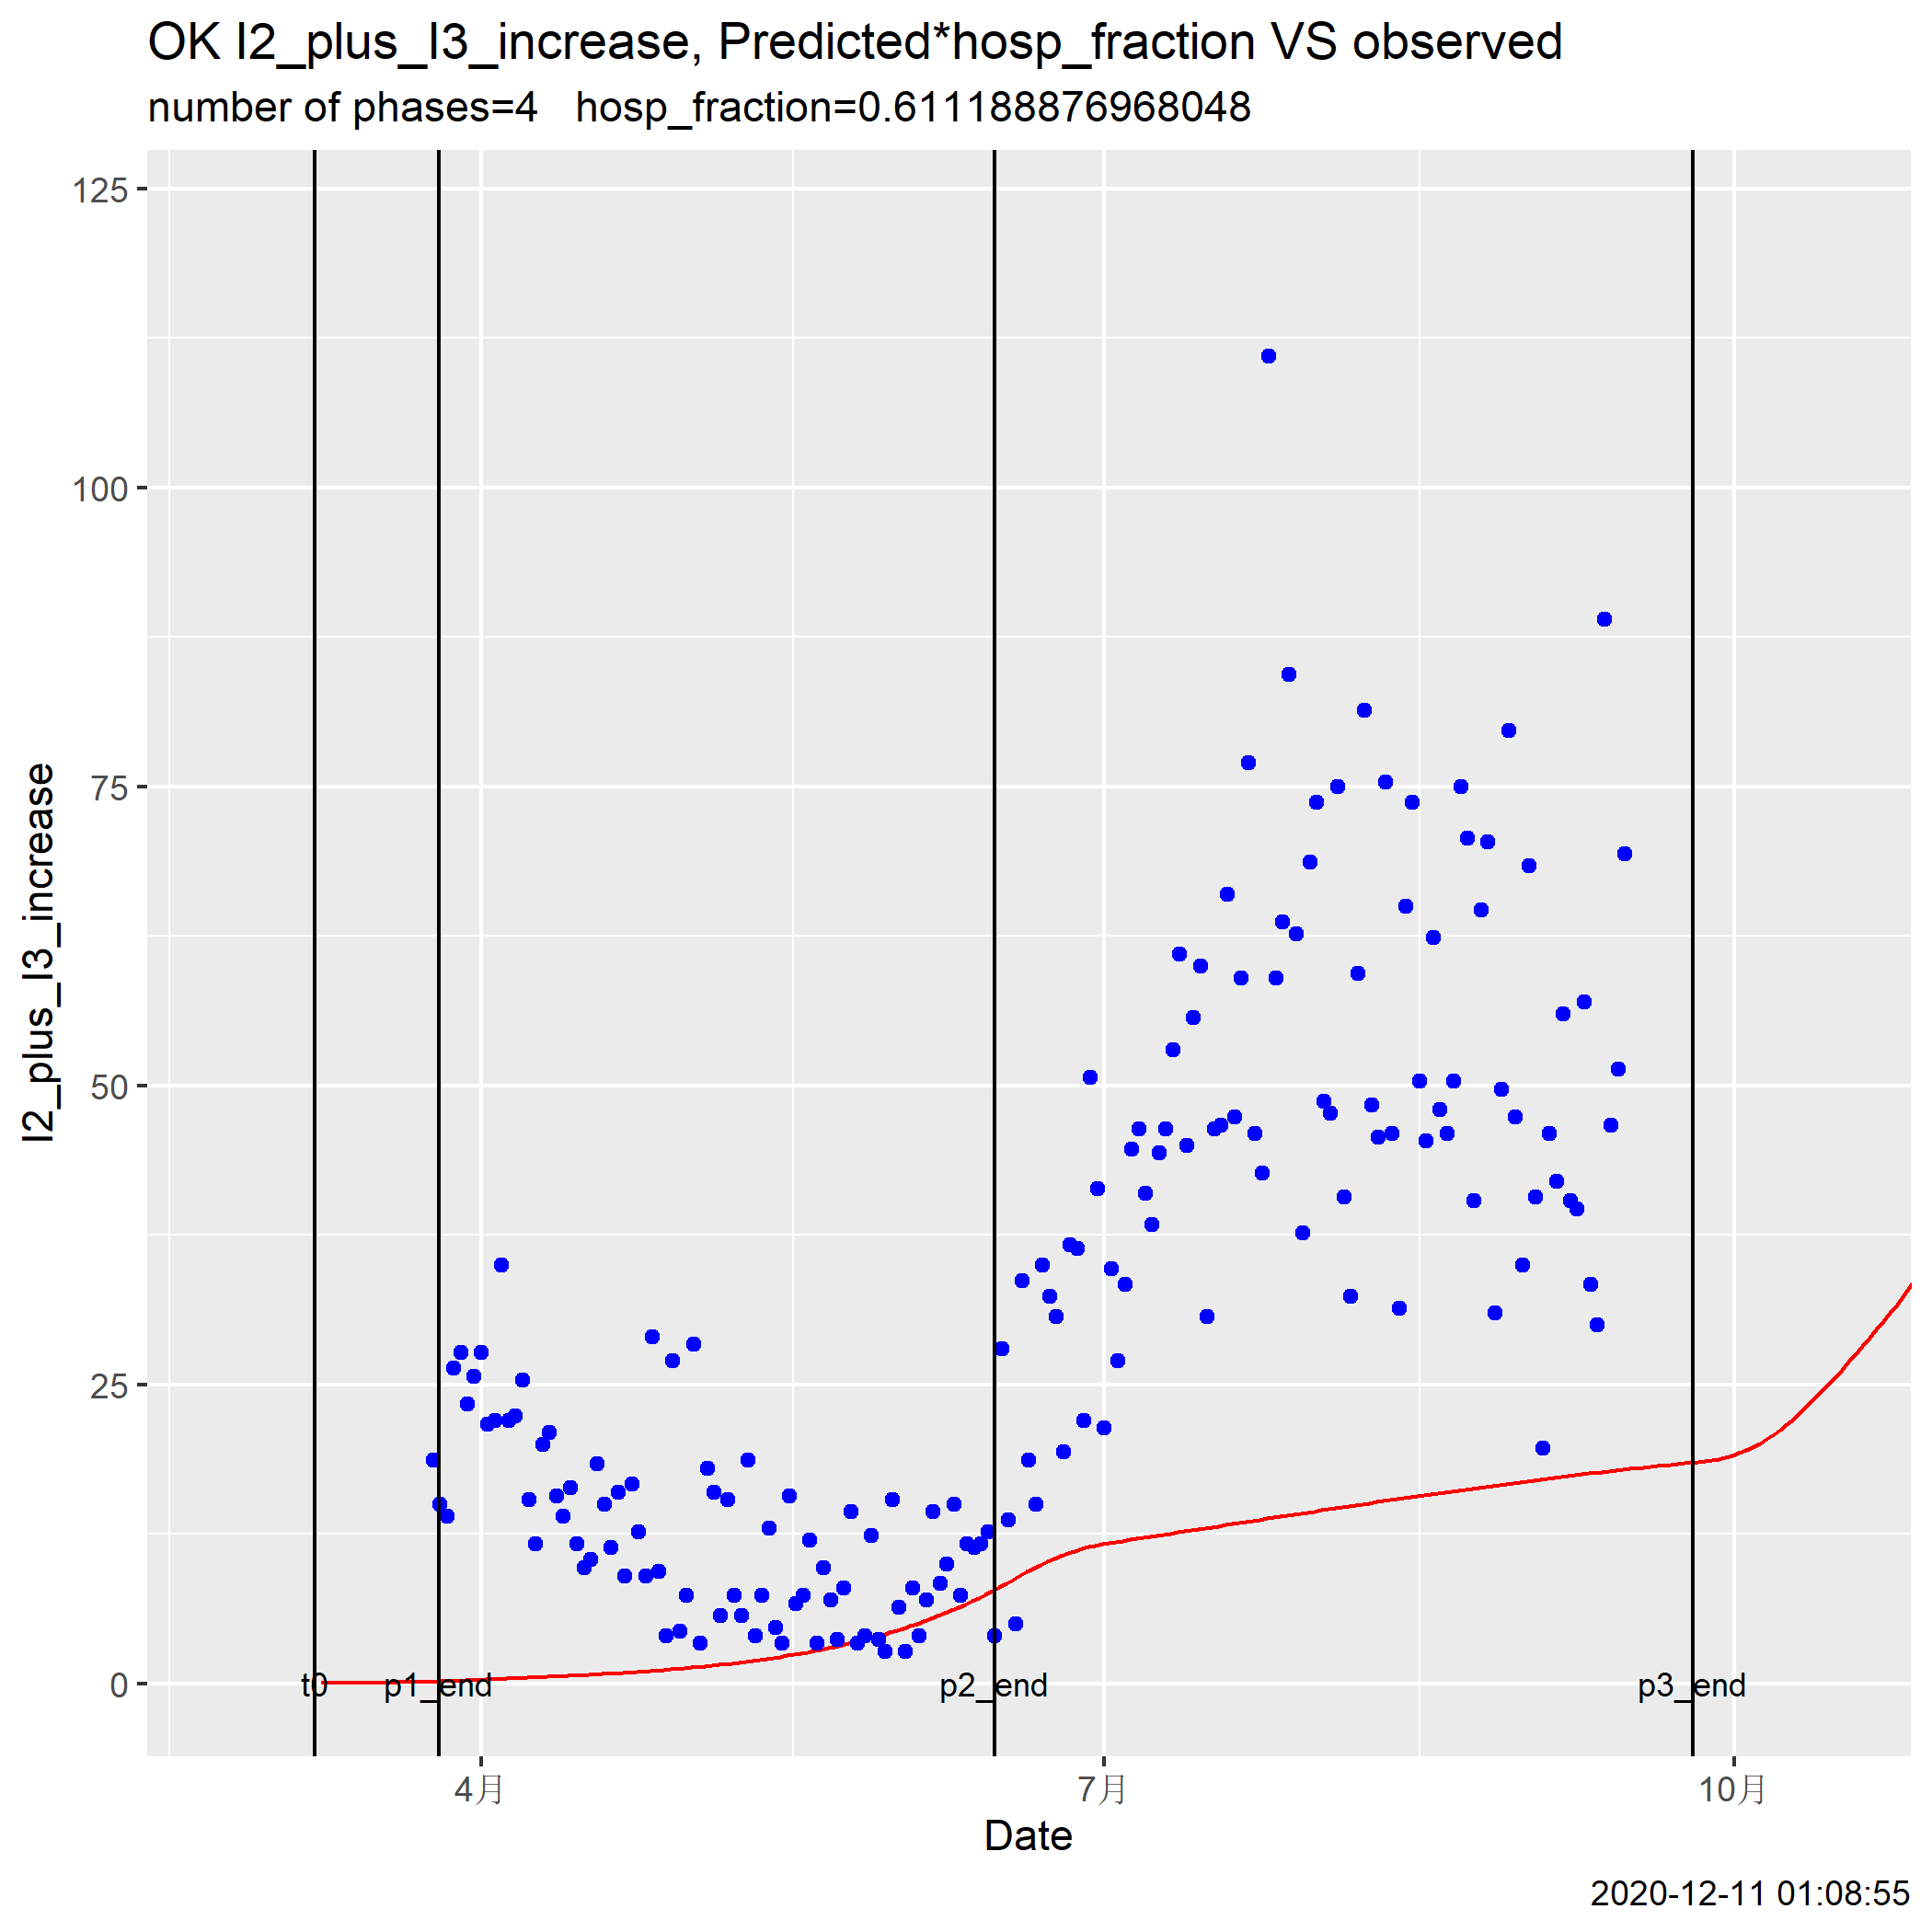 OK I2_plus_I3_increase, Predicted*hosp_fraction VS observed
number of phases=4   hosp_fraction=0.611188876968048
I2_plus_I3_increase
125
100
75
50
25
0
t0
p1_end
p2_end
p3_end
4月
7月
10月
Date
2020-12-11 01:08:55